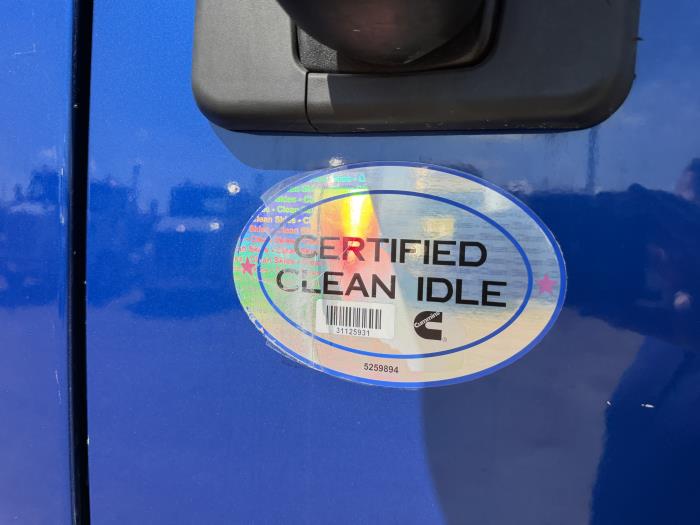 CERTIFIED
CLEAN IDLE
31125931
Cummins
5259894